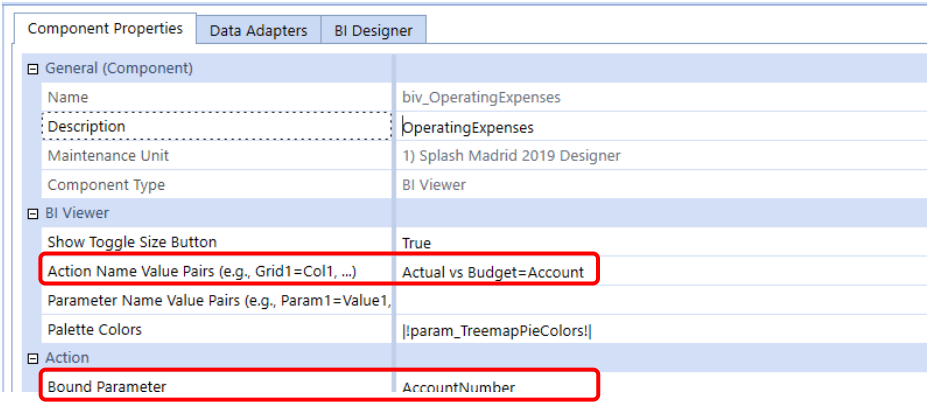 Component Properties Data Adapters BI Designer
General (Component)
Name biv_OperatingExpenses
Description OperatingExpenses
Maintenance Unit 1) Splash Madrid 2019 Designer
Component Type BI Viewer
BI Viewer
Show Toggle Size Button True
Action Name Value Pairs (e.g., Grid1=Col1, ...) Actual vs Budget=Account
Parameter Name Value Pairs (e.g., Param1=Value1,
Palette Colors |!param_TreemapPieColors!|
Action
Bound Parameter AccountNumber